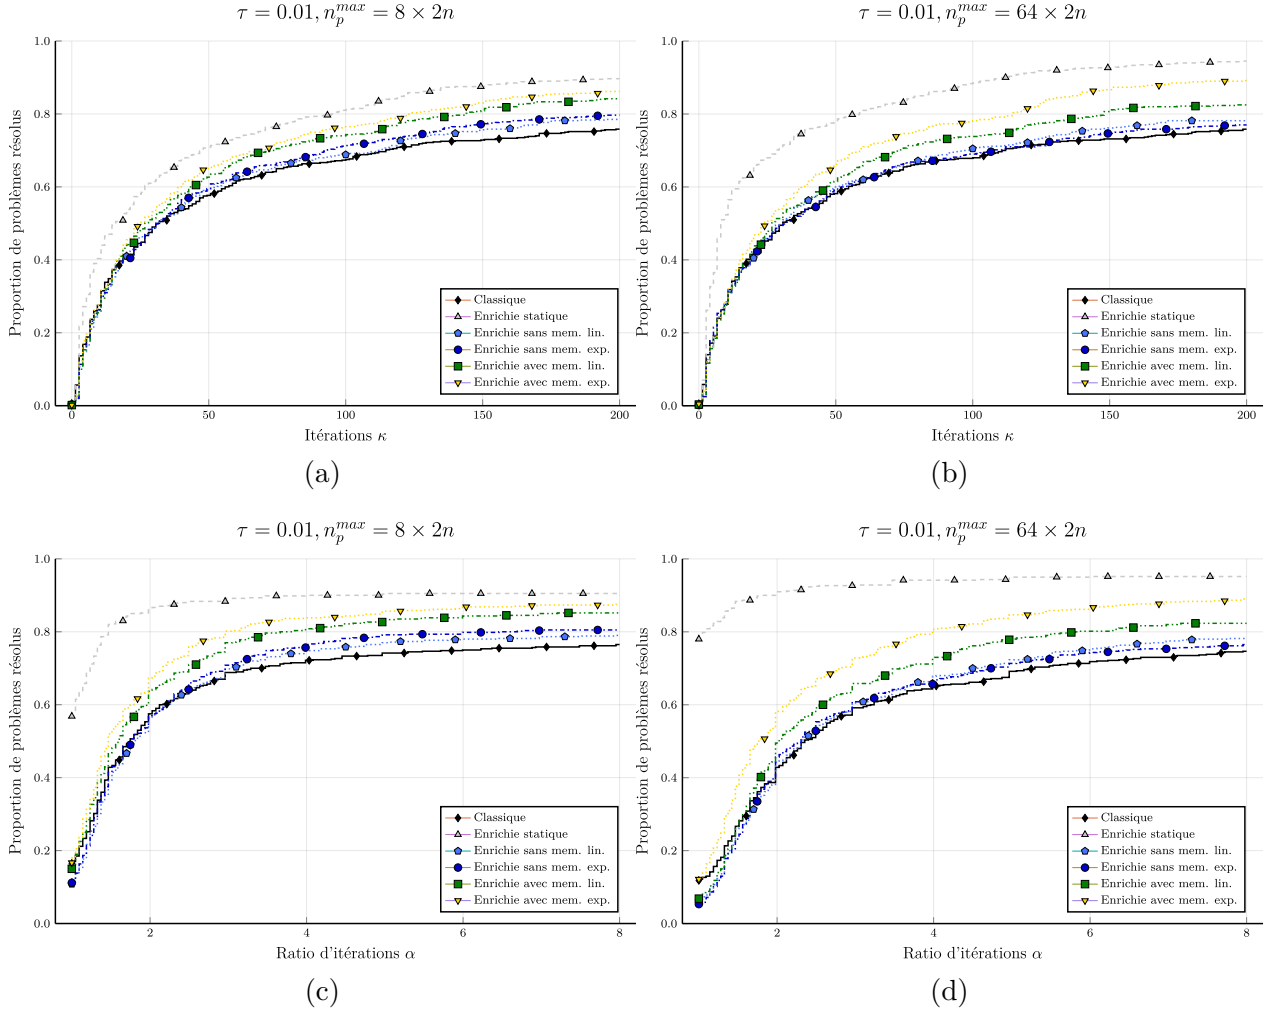 τ = 0.01, n_p^{max} = 8 × 2n
Proportion de problèmes résolus
1.0
0.8
0.6
0.4
0.2
0.0
0 50 100 150 200
Itérations κ
Classique
Enrichie statique
Enrichie sans mem. lin.
Enrichie sans mem. exp.
Enrichie avec mem. lin.
Enrichie avec mem. exp.
(a)
τ = 0.01, n_p^{max} = 64 × 2n
Proportion de problèmes résolus
1.0
0.8
0.6
0.4
0.2
0.0
0 50 100 150 200
Itérations κ
Classique
Enrichie statique
Enrichie sans mem. lin.
Enrichie sans mem. exp.
Enrichie avec mem. lin.
Enrichie avec mem. exp.
(b)
τ = 0.01, n_p^{max} = 8 × 2n
Proportion de problèmes résolus
1.0
0.8
0.6
0.4
0.2
0.0
2 4 6 8
Ratio d'itérations α
Classique
Enrichie statique
Enrichie sans mem. lin.
Enrichie sans mem. exp.
Enrichie avec mem. lin.
Enrichie avec mem. exp.
(c)
τ = 0.01, n_p^{max} = 64 × 2n
Proportion de problèmes résolus
1.0
0.8
0.6
0.4
0.2
0.0
2 4 6 8
Ratio d'itérations α
Classique
Enrichie statique
Enrichie sans mem. lin.
Enrichie sans mem. exp.
Enrichie avec mem. lin.
Enrichie avec mem. exp.
(d)